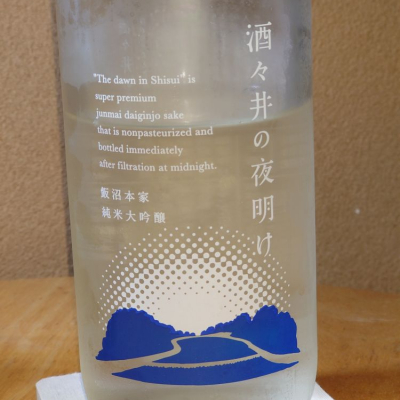 酒々井の夜明け
"The dawn in Shisui" is
super premium
junmai daiginjo sake
that is nonpasteurized and
bottled immediately
after filtration at midnight.
飯沼本家
純米大吟醸